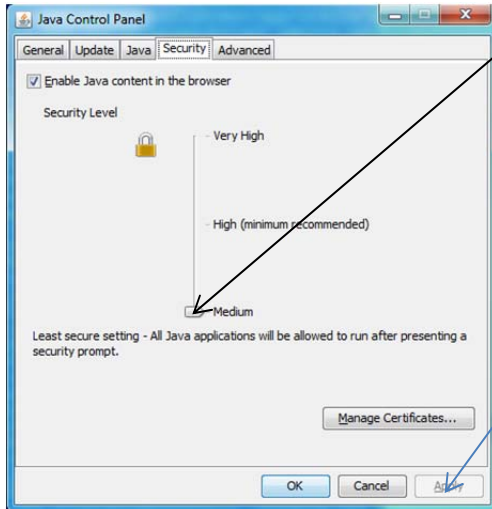 Java Control Panel
General Update Java Security Advanced
Enable Java content in the browser
Security Level
- Very High
- High (minimum recommended)
- Medium
Least secure setting - All Java applications will be allowed to run after presenting a
security prompt.
Manage Certificates...
OK Cancel Apply